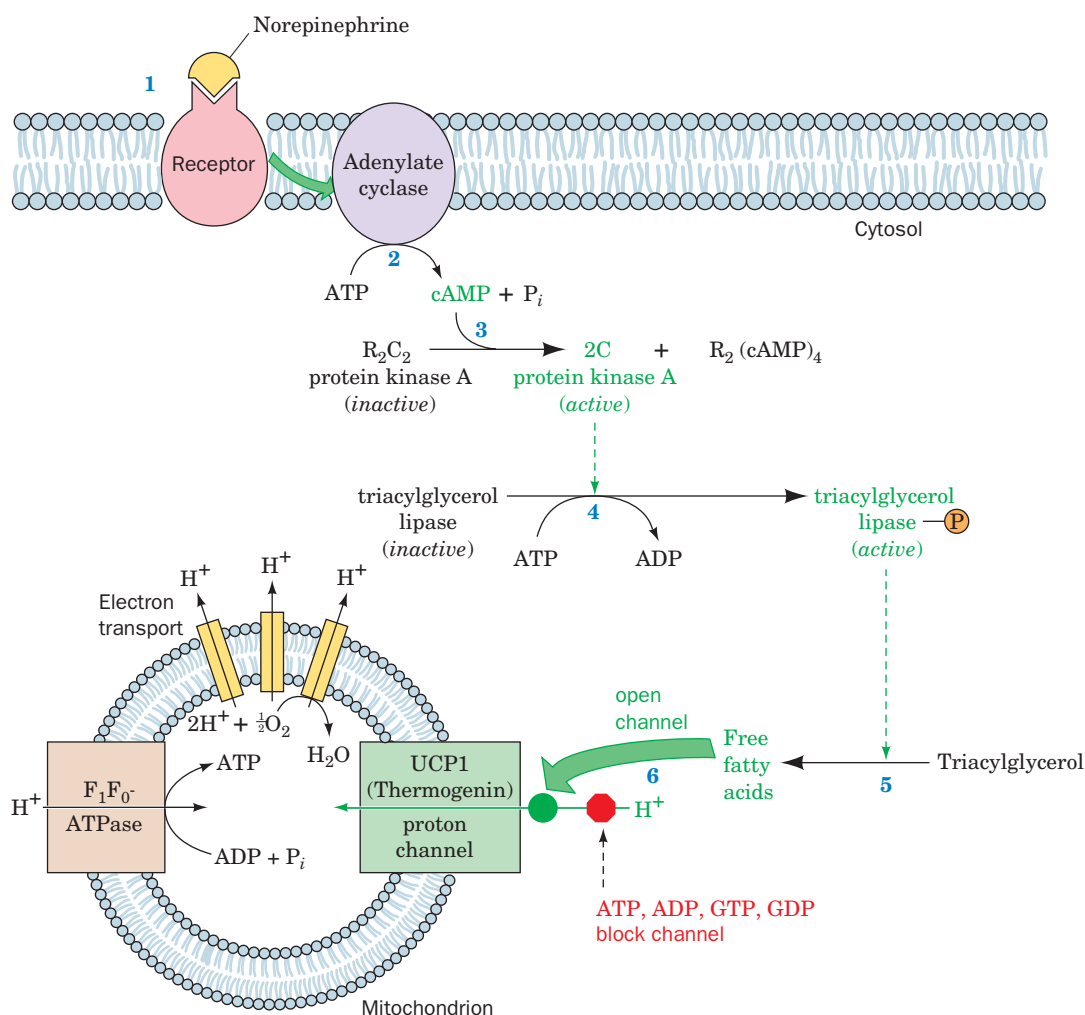 Norepinephrine
1
Receptor
Adenylate
cyclase
Cytosol
2
ATP
cAMP + Pᵢ
3
R₂C₂
protein kinase A
(inactive)
2C
protein kinase A
(active)
+
R₂ (cAMP)₄
triacylglycerol
lipase
(inactive)
4
ATP
ADP
triacylglycerol
lipase
(active)
P
H⁺
H⁺
H⁺
Electron
transport
2H⁺ + ½O₂
H₂O
ATP
F₁F₀-
ATPase
H⁺
ADP + Pᵢ
UCP1
(Thermogenin)
proton
channel
open
channel
6
Free
fatty
acids
5
Triacylglycerol
H⁺
ATP, ADP, GTP, GDP
block channel
Mitochondrion